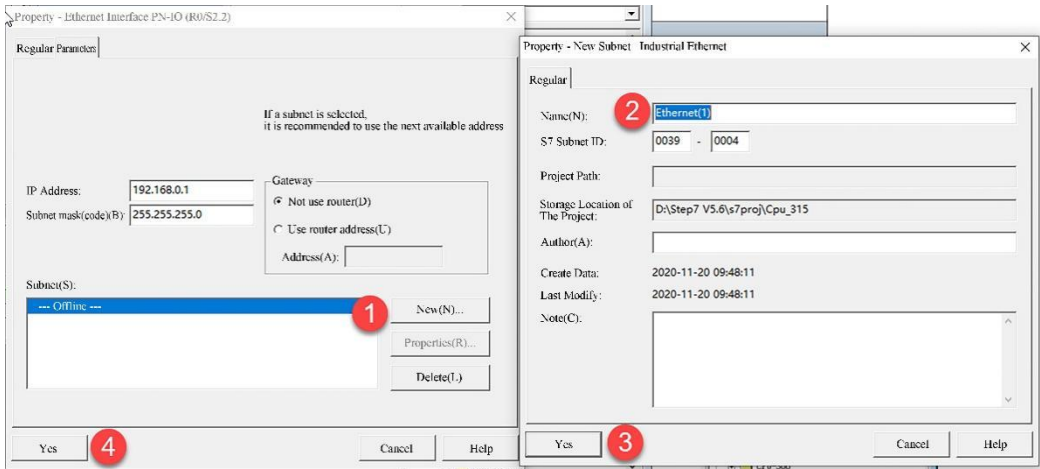 Property - Ethernet Interface PN-IO (R0/S2.2)
Regular Parameters
If a subnet is selected,
it is recommended to use the next available address
IP Address: 192.168.0.1
Subnet mask(code)(B): 255.255.255.0
Gateway
Not use router(D)
Use router address(U)
Address(A):
Subnet(S):
--- Offline ---
1
New(N)...
Properties(R)...
Delete(L)
Yes
4
Cancel
Help
Property - New Subnet Industrial Ethernet
Regular
Name(N): 2 Ethernet(1)
S7 Subnet ID: 0039 - 0004
Project Path:
Storage Location of
The Project: D:\Step7 V5.6\s7proj\Cpu_315
Author(A):
Create Data: 2020-11-20 09:48:11
Last Modify: 2020-11-20 09:48:11
Note(C):
Yes
3
Cancel
Help